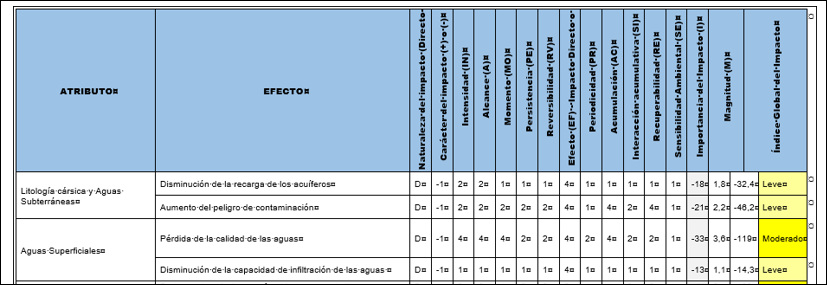 ATRIBUTO
EFECTO
Naturaleza del impacto (Directo
Carácter del impacto (+) o (-)
Intensidad (IN)
Alcance (A)
Momento (MO)
Persistencia (PE)
Reversibilidad (RV)
Efecto (EF) - Impacto Directo o
Periodicidad (PR)
Acumulación (AC)
Interacción acumulativa (SI)
Recuperabilidad (RE)
Sensibilidad Ambiental (SE)
Importancia del Impacto (I)
Magnitud (M)
Índice Global del Impacto
Litología cársica y Aguas
Subterráneas
Disminución de la recarga de los acuíferos D -1 2 2 1 1 1 4 1 4 1 1 1 -18 1,8 -32,4 Leve
Aumento del peligro de contaminación D -1 2 2 2 2 2 4 2 4 1 -21 2,2 -46,2 Leve
Aguas Superficiales
Pérdida de la calidad de las aguas D -1 4 4 4 2 2 4 2 4 2 2 1 -33 3,6 -119 Moderado
Disminución de la capacidad de infiltración de las aguas D -1 1 1 1 1 1 4 1 1 1 1 1 -13 1,1 -14,3 Leve